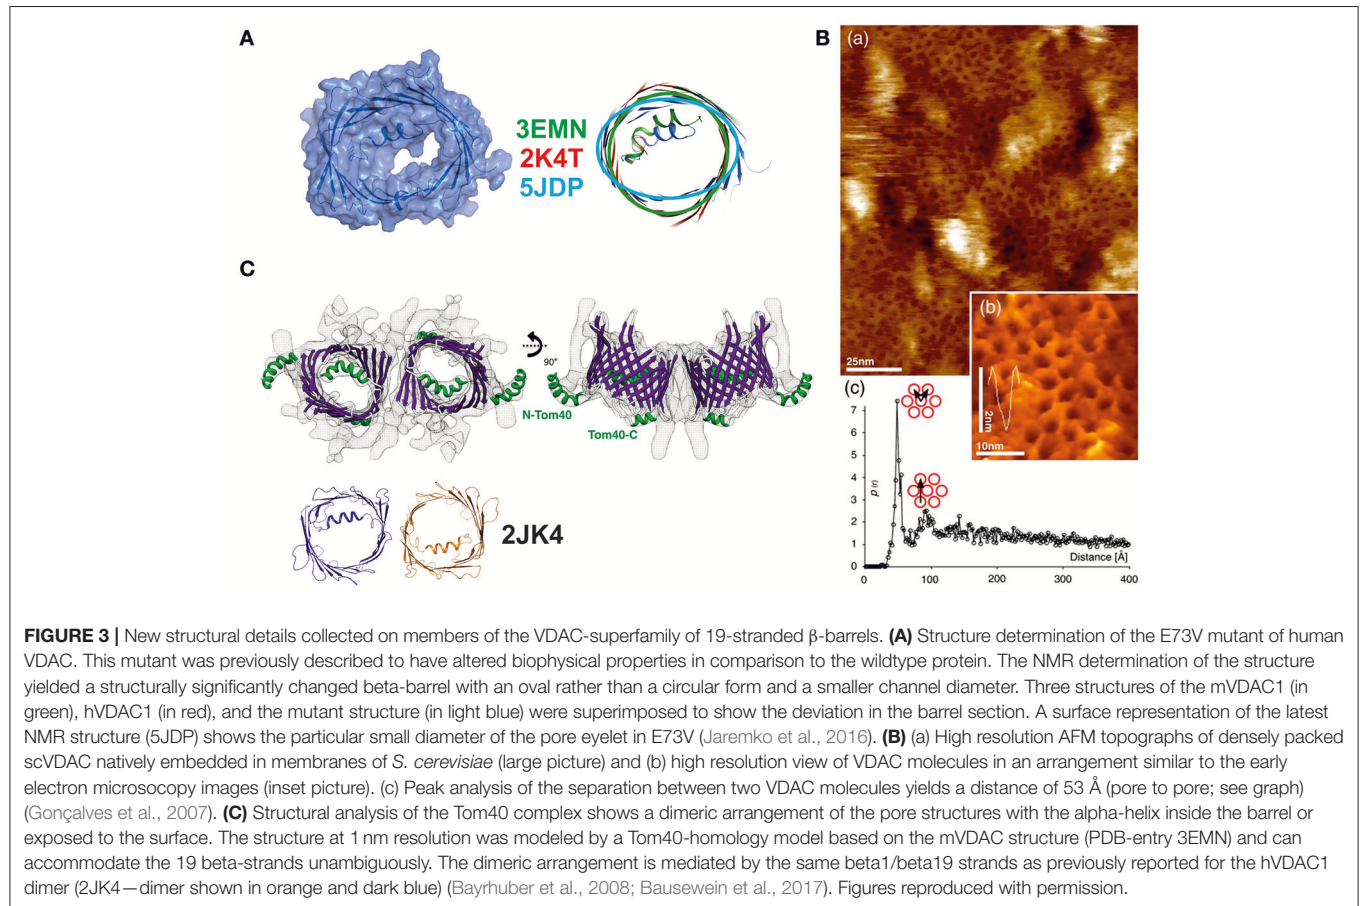 A
3EMN
2K4T
5JDP
B
(a)
25nm
(b)
2nm
10nm
(c)
7
6
5
4
3
2
1
0
p (r)
Distance [Å]
0
100
200
300
400
C
90°
N-Tom40
Tom40-C
2JK4
FIGURE 3 | New structural details collected on members of the VDAC-superfamily of 19-stranded β-barrels. (A) Structure determination of the E73V mutant of human
VDAC. This mutant was previously described to have altered biophysical properties in comparison to the wildtype protein. The NMR determination of the structure
yielded a structurally significantly changed beta-barrel with an oval rather than a circular form and a smaller channel diameter. Three structures of the mVDAC1 (in
green), hVDAC1 (in red), and the mutant structure (in light blue) were superimposed to show the deviation in the barrel section. A surface representation of the latest
NMR structure (5JDP) shows the particular small diameter of the pore eyelet in E73V (Jaremko et al., 2016). (B) (a) High resolution AFM topographs of densely packed
scVDAC natively embedded in membranes of S. cerevisiae (large picture) and (b) high resolution view of VDAC molecules in an arrangement similar to the early
electron microsocopy images (inset picture). (c) Peak analysis of the separation between two VDAC molecules yields a distance of 53 Å (pore to pore; see graph)
(Gonçalves et al., 2007). (C) Structural analysis of the Tom40 complex shows a dimeric arrangement of the pore structures with the alpha-helix inside the barrel or
exposed to the surface. The structure at 1 nm resolution was modeled by a Tom40-homology model based on the mVDAC structure (PDB-entry 3EMN) and can
accommodate the 19 beta-strands unambiguously. The dimeric arrangement is mediated by the same beta1/beta19 strands as previously reported for the hVDAC1
dimer (2JK4—dimer shown in orange and dark blue) (Bayrhuber et al., 2008; Bausewein et al., 2017). Figures reproduced with permission.